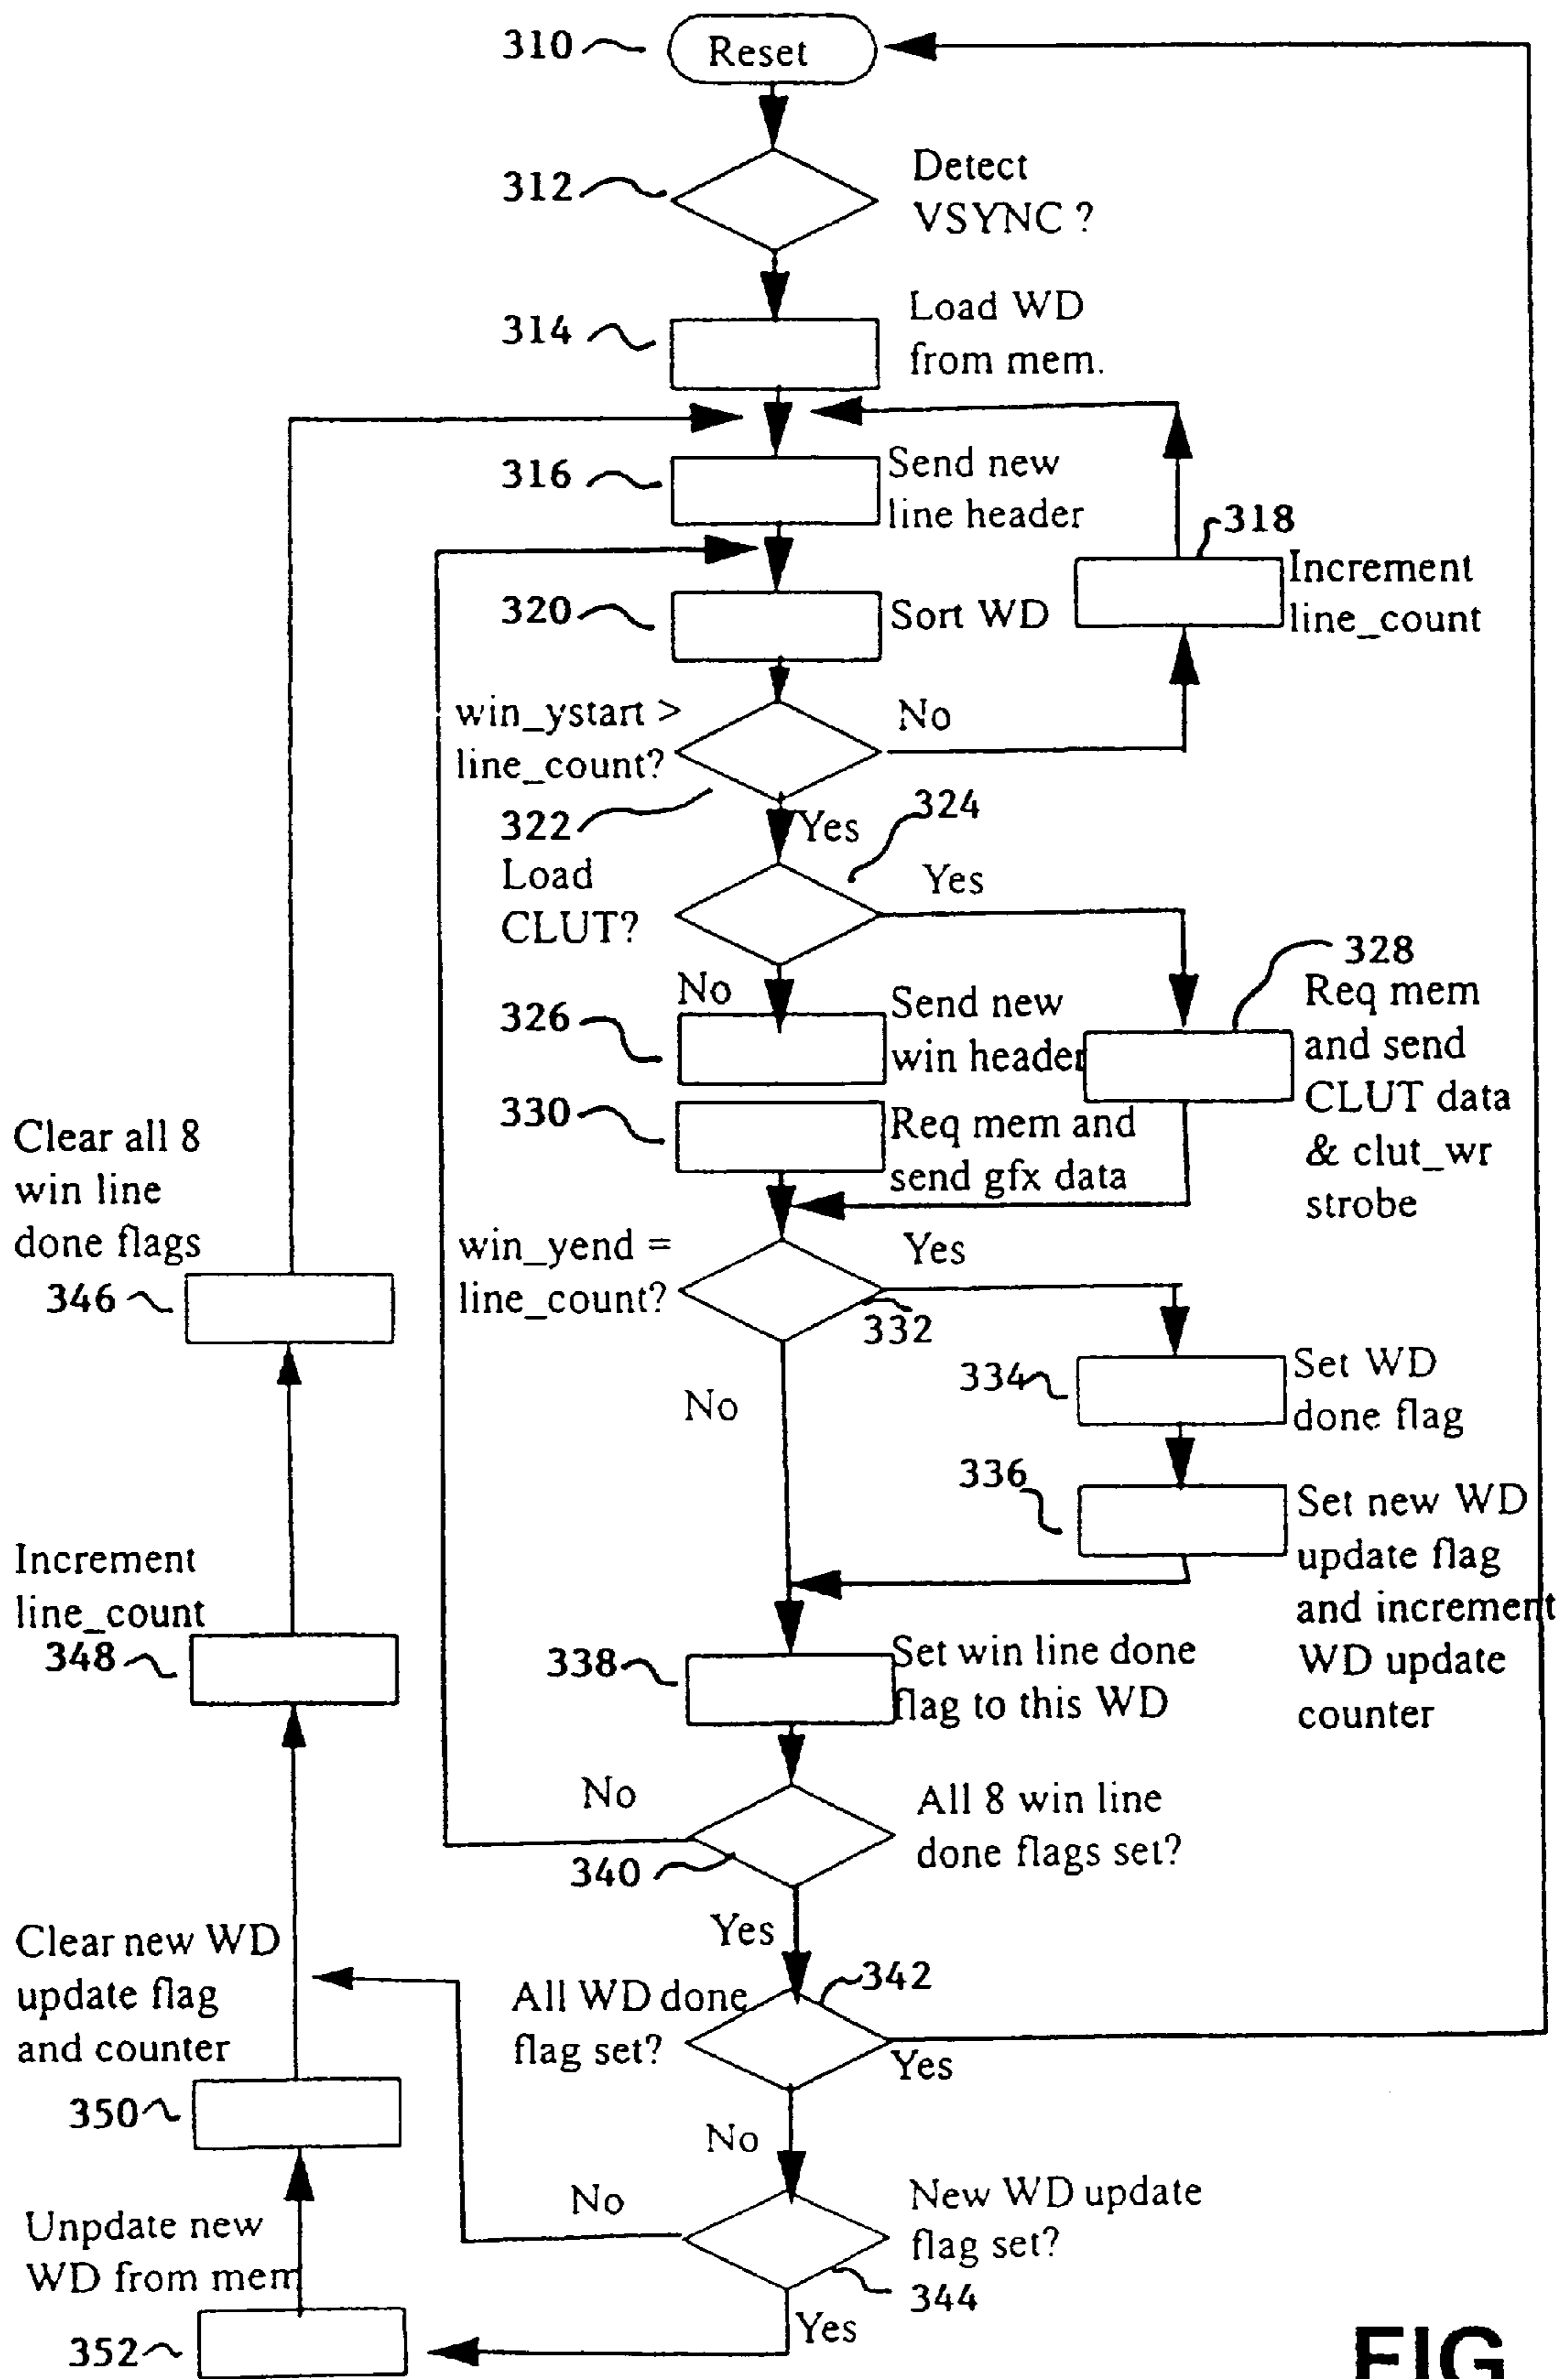 310
Reset
312
Detect
VSYNC ?
314
Load WD
from mem.
316
Send new
line header
318
Increment
line_count
320
Sort WD
win_ystart >
line_count?
No
322
Yes
324
Load
CLUT?
Yes
No
326
Send new
win header
328
Req mem
and send
CLUT data
& clut_wr
strobe
330
Req mem and
send gfx data
win_yend =
line_count?
Yes
332
No
334
Set WD
done flag
336
Set new WD
update flag
and increment
WD update
counter
338
Set win line done
flag to this WD
No
340
All 8 win line
done flags set?
Yes
342
All WD done
flag set?
Yes
No
No
New WD update
flag set?
344
Yes
Clear all 8
win line
done flags
346
Increment
line_count
348
Clear new WD
update flag
and counter
350
Unpdate new
WD from mem
352
FIG